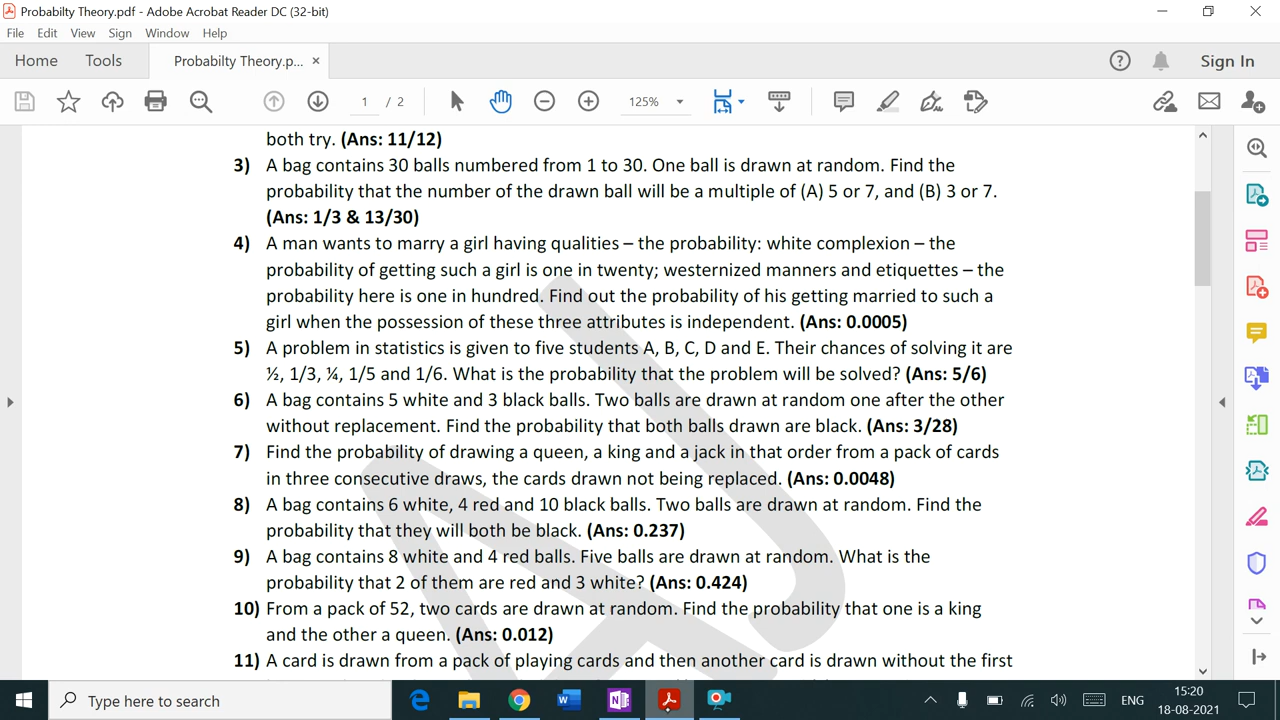 Probabilty Theory.pdf - Adobe Acrobat Reader DC (32-bit)
File Edit View Sign Window Help
Home Tools Probabilty Theory.p... × Sign In
1 / 2 125%
both try. (Ans: 11/12)
3) A bag contains 30 balls numbered from 1 to 30. One ball is drawn at random. Find the
probability that the number of the drawn ball will be a multiple of (A) 5 or 7, and (B) 3 or 7.
(Ans: 1/3 & 13/30)
4) A man wants to marry a girl having qualities – the probability: white complexion – the
probability of getting such a girl is one in twenty; westernized manners and etiquettes – the
probability here is one in hundred. Find out the probability of his getting married to such a
girl when the possession of these three attributes is independent. (Ans: 0.0005)
5) A problem in statistics is given to five students A, B, C, D and E. Their chances of solving it are
½, 1/3, ¼, 1/5 and 1/6. What is the probability that the problem will be solved? (Ans: 5/6)
6) A bag contains 5 white and 3 black balls. Two balls are drawn at random one after the other
without replacement. Find the probability that both balls drawn are black. (Ans: 3/28)
7) Find the probability of drawing a queen, a king and a jack in that order from a pack of cards
in three consecutive draws, the cards drawn not being replaced. (Ans: 0.0048)
8) A bag contains 6 white, 4 red and 10 black balls. Two balls are drawn at random. Find the
probability that they will both be black. (Ans: 0.237)
9) A bag contains 8 white and 4 red balls. Five balls are drawn at random. What is the
probability that 2 of them are red and 3 white? (Ans: 0.424)
10) From a pack of 52, two cards are drawn at random. Find the probability that one is a king
and the other a queen. (Ans: 0.012)
11) A card is drawn from a pack of playing cards and then another card is drawn without the first
Type here to search
ENG
15:20
18-08-2021